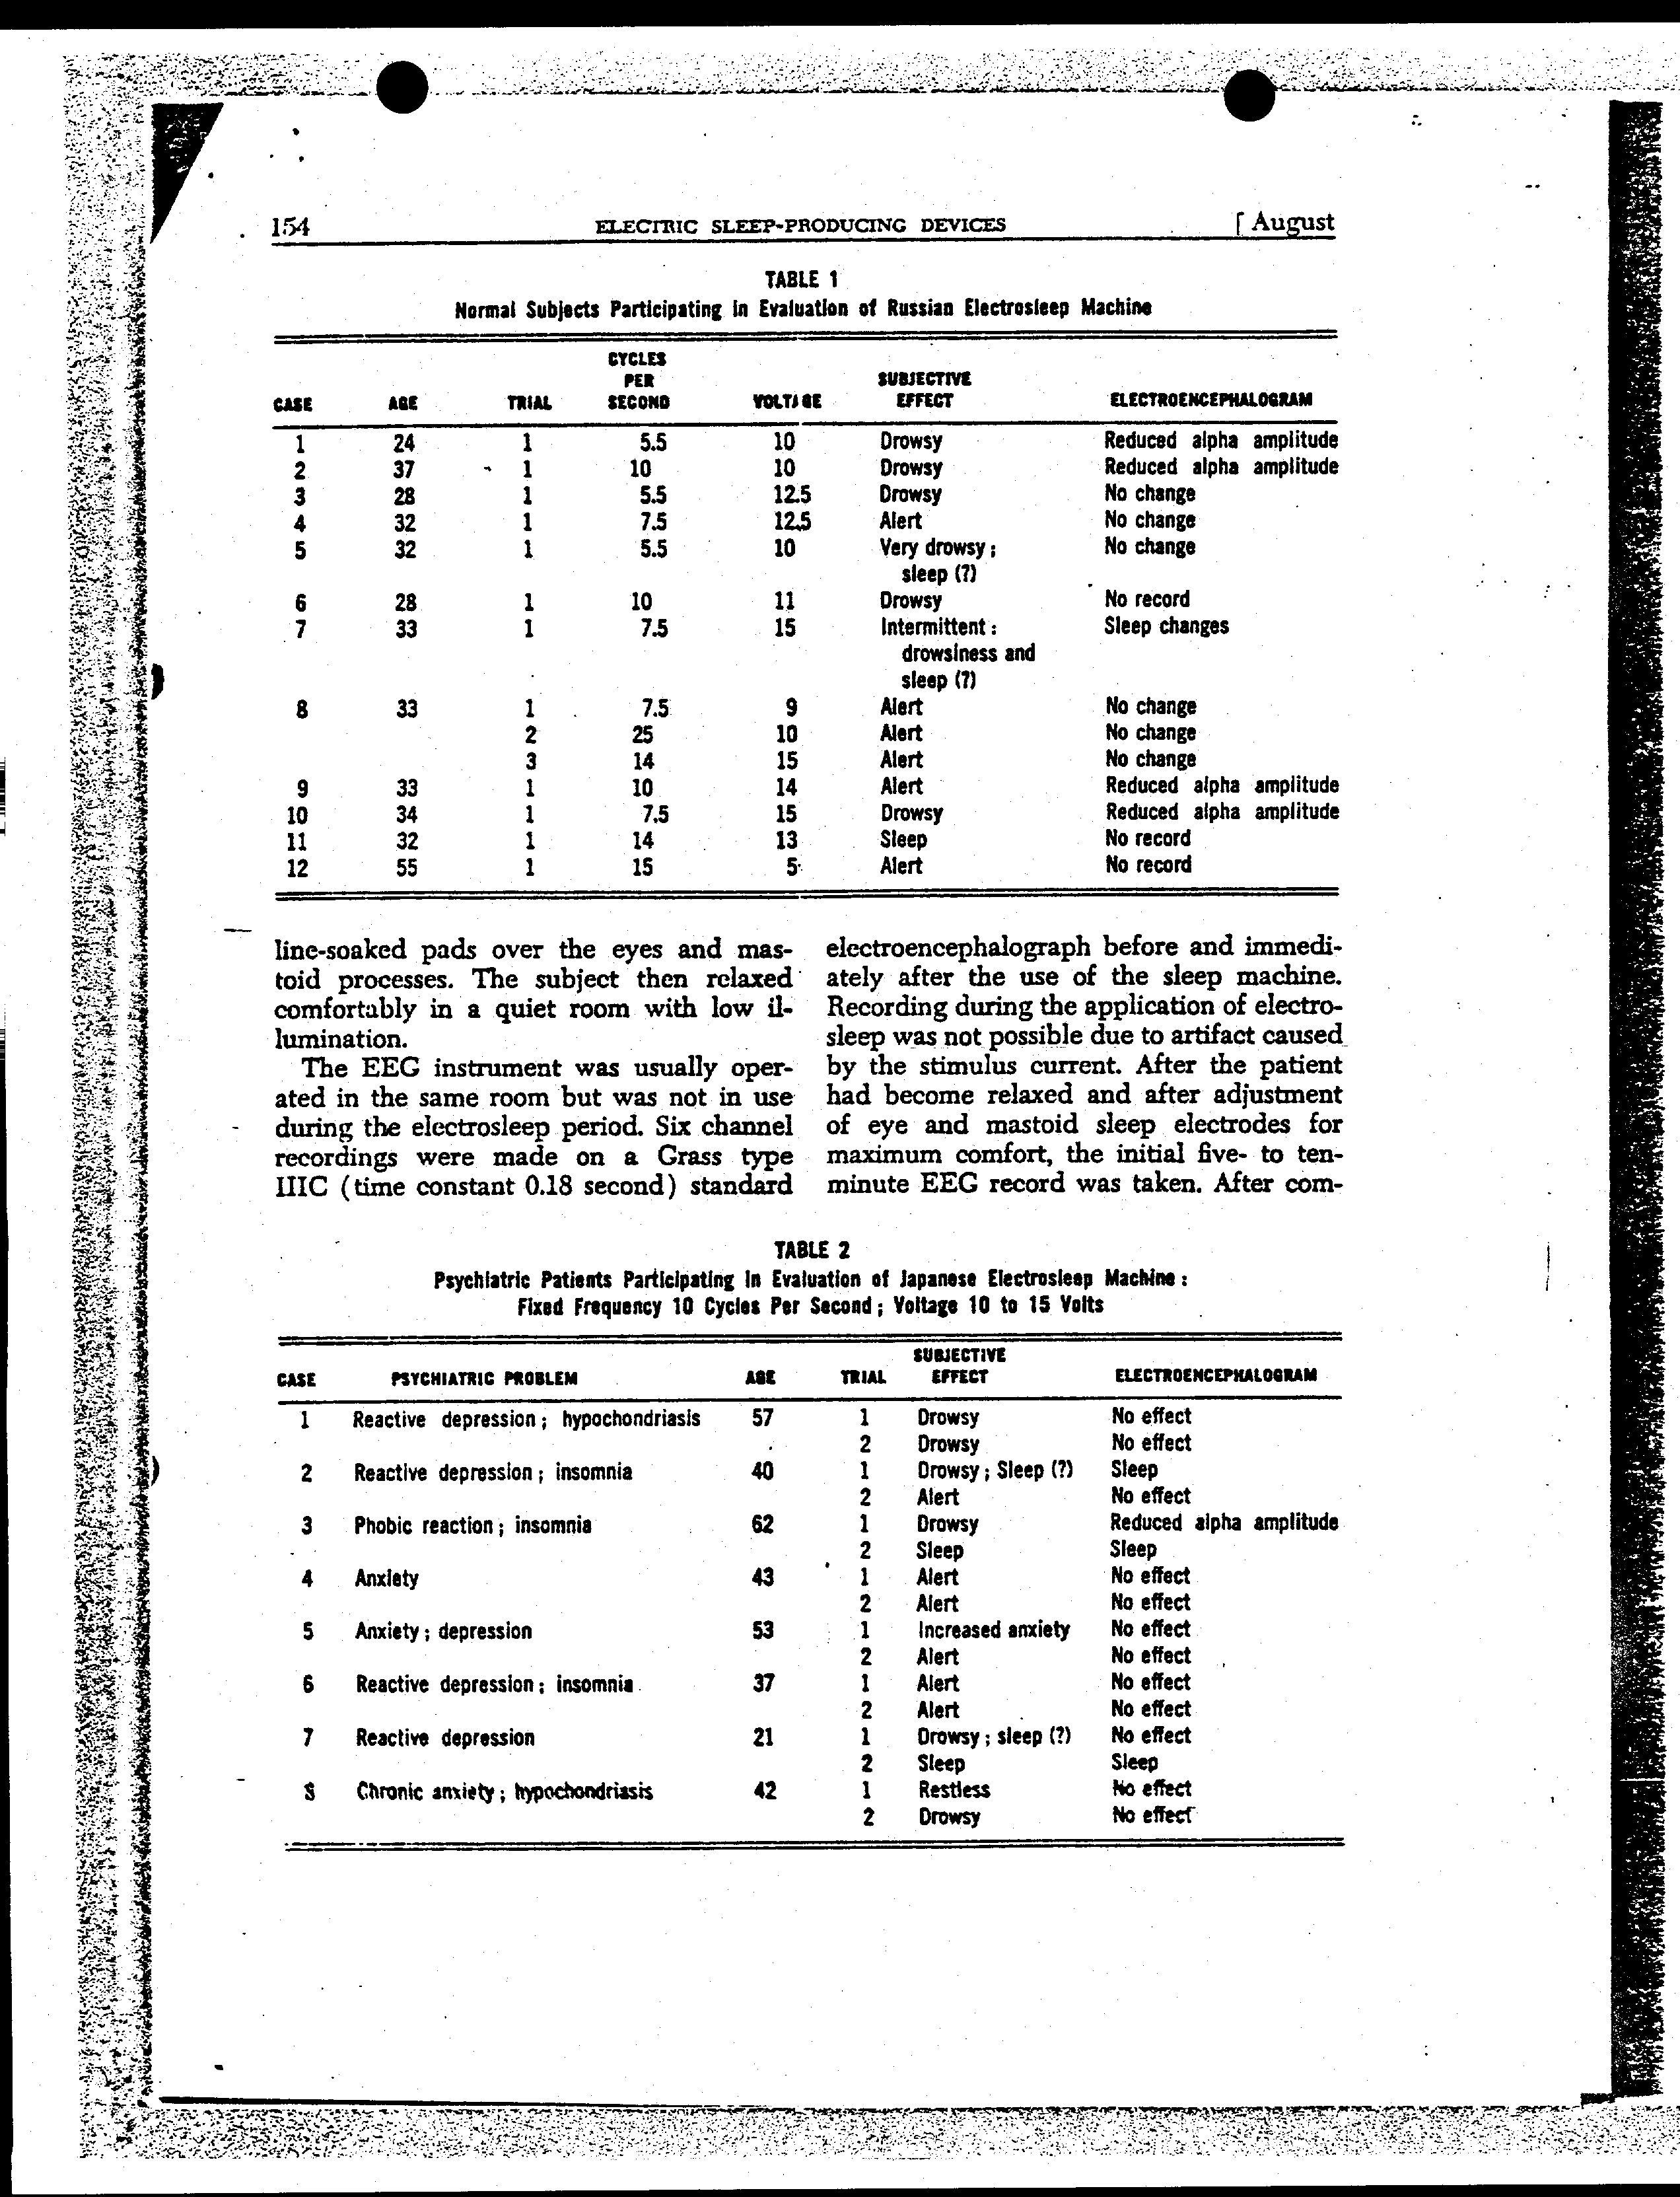 154 ELECTRIC SLEEP-PRODUCING DEVICES [ August
TABLE 1
Normal Subjects Participating in Evaluation of Russian Electrosleep Machine
CASE AGE TRIAL CYCLES PER SECOND VOLTAGE SUBJECTIVE EFFECT ELECTROENCEPHALOGRAM
1 24 1 5.5 10 Drowsy Reduced alpha amplitude
2 37 1 10 10 Drowsy Reduced alpha amplitude
3 28 1 5.5 12.5 Drowsy No change
4 32 1 7.5 12.5 Alert No change
5 32 1 5.5 10 Very drowsy; No change
sleep (?)
6 28 1 10 11 Drowsy No record
7 33 1 7.5 15 Intermittent: Sleep changes
drowsiness and
sleep (?)
8 33 1 7.5 9 Alert No change
2 25 10 Alert No change
3 14 15 Alert No change
9 33 1 10 14 Alert Reduced alpha amplitude
10 34 1 7.5 15 Drowsy Reduced alpha amplitude
11 32 1 14 13 Sleep No record
12 55 1 15 5 Alert No record
line-soaked pads over the eyes and mas-
toid processes. The subject then relaxed
comfortably in a quiet room with low il-
lumination.
The EEG instrument was usually oper-
ated in the same room but was not in use
during the electrosleep period. Six channel
recordings were made on a Grass type
IIIC (time constant 0.18 second) standard
electroencephalograph before and immedi-
ately after the use of the sleep machine.
Recording during the application of electro-
sleep was not possible due to artifact caused
by the stimulus current. After the patient
had become relaxed and after adjustment
of eye and mastoid sleep electrodes for
maximum comfort, the initial five- to ten-
minute EEG record was taken. After com-
TABLE 2
Psychiatric Patients Participating in Evaluation of Japanese Electrosleep Machine:
Fixed Frequency 10 Cycles Per Second; Voltage 10 to 15 Volts
CASE PSYCHIATRIC PROBLEM AGE TRIAL SUBJECTIVE EFFECT ELECTROENCEPHALOGRAM
1 Reactive depression; hypochondriasis 57 1 Drowsy No effect
2 Drowsy No effect
2 Reactive depression; insomnia 40 1 Drowsy; Sleep (?) Sleep
2 Alert No effect
3 Phobic reaction; insomnia 62 1 Drowsy Reduced alpha amplitude
2 Sleep Sleep
4 Anxiety 43 1 Alert No effect
2 Alert No effect
5 Anxiety; depression 53 1 Increased anxiety No effect
2 Alert No effect
6 Reactive depression; insomnia 37 1 Alert No effect
2 Alert No effect
7 Reactive depression 21 1 Drowsy; sleep (?) No effect
2 Sleep Sleep
8 Chronic anxiety; hypochondriasis 42 1 Restless No effect
2 Drowsy No effect